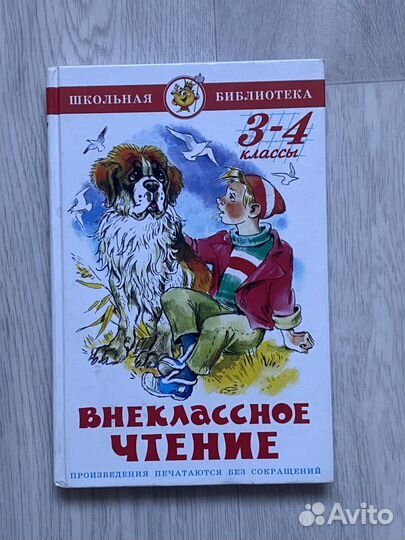 ШКОЛЬНАЯ БИБЛИОТЕКА
3-4
классы
ВНЕКЛАССНОЕ
ЧТЕНИЕ
ПРОИЗВЕДЕНИЯ ПЕЧАТАЮТСЯ БЕЗ СОКРАЩЕНИЙ
Avito